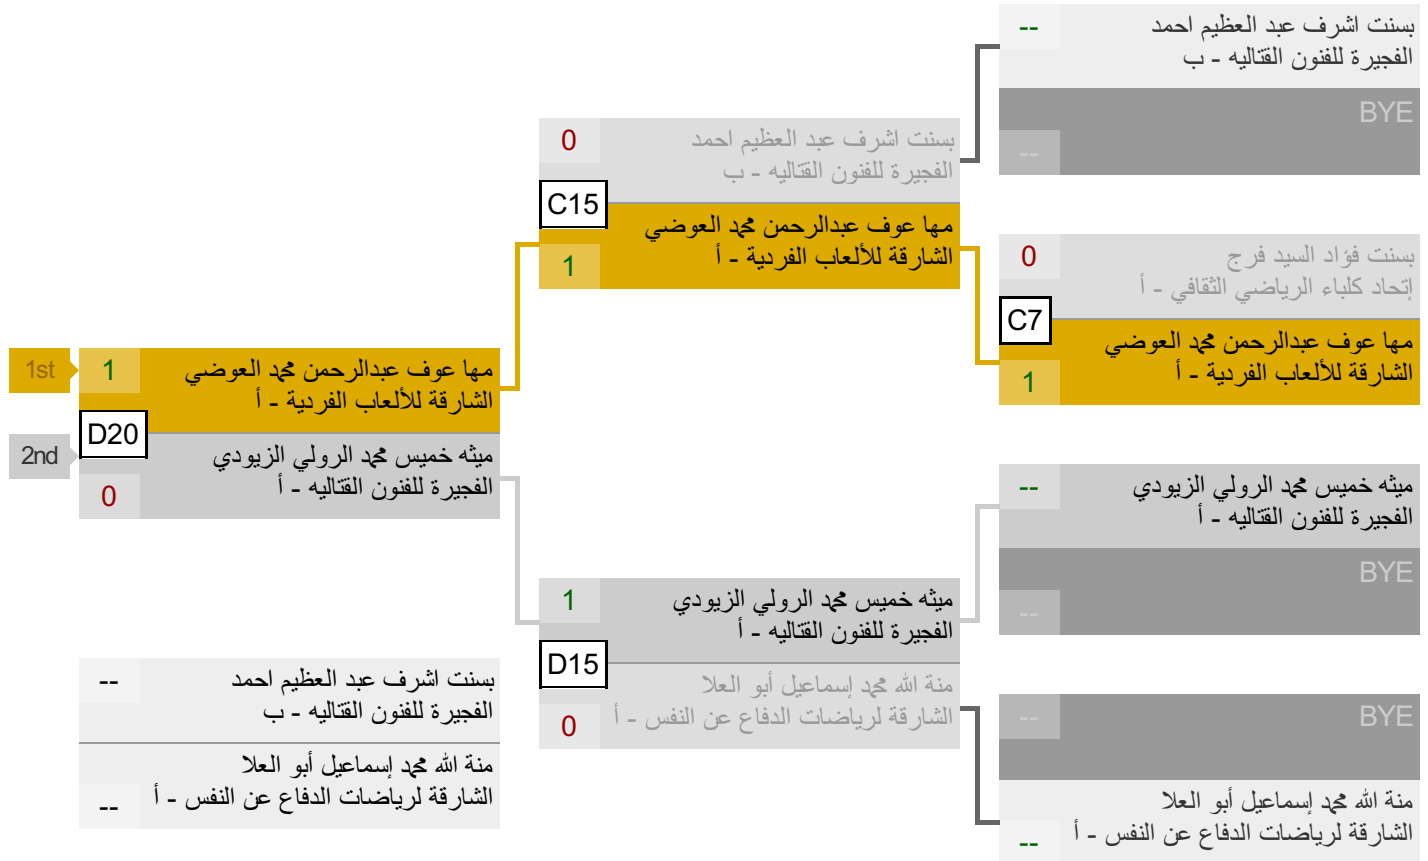 --
بسنت اشرف عبد العظيم احمد
الفجيرة للفنون القتاليه - ب
BYE
--
0
بسنت اشرف عبد العظيم احمد
الفجيرة للفنون القتاليه - ب
C15
مها عوف عبدالرحمن محمد العوضي
الشارقة للألعاب الفردية - أ
1
0
بسنت فؤاد السيد فرج
إتحاد كلباء الرياضي الثقافي - أ
C7
مها عوف عبدالرحمن محمد العوضي
الشارقة للألعاب الفردية - أ
1
1st
1
مها عوف عبدالرحمن محمد العوضي
الشارقة للألعاب الفردية - أ
D20
2nd
ميثه خميس محمد الرولي الزيودي
الفجيرة للفنون القتاليه - أ
0
--
ميثه خميس محمد الرولي الزيودي
الفجيرة للفنون القتاليه - أ
BYE
--
1
ميثه خميس محمد الرولي الزيودي
الفجيرة للفنون القتاليه - أ
D15
منة الله محمد إسماعيل أبو العلا
الشارقة لرياضات الدفاع عن النفس - أ
0
--
بسنت اشرف عبد العظيم احمد
الفجيرة للفنون القتاليه - ب
منة الله محمد إسماعيل أبو العلا
الشارقة لرياضات الدفاع عن النفس - أ
--
--
BYE
منة الله محمد إسماعيل أبو العلا
الشارقة لرياضات الدفاع عن النفس - أ
--